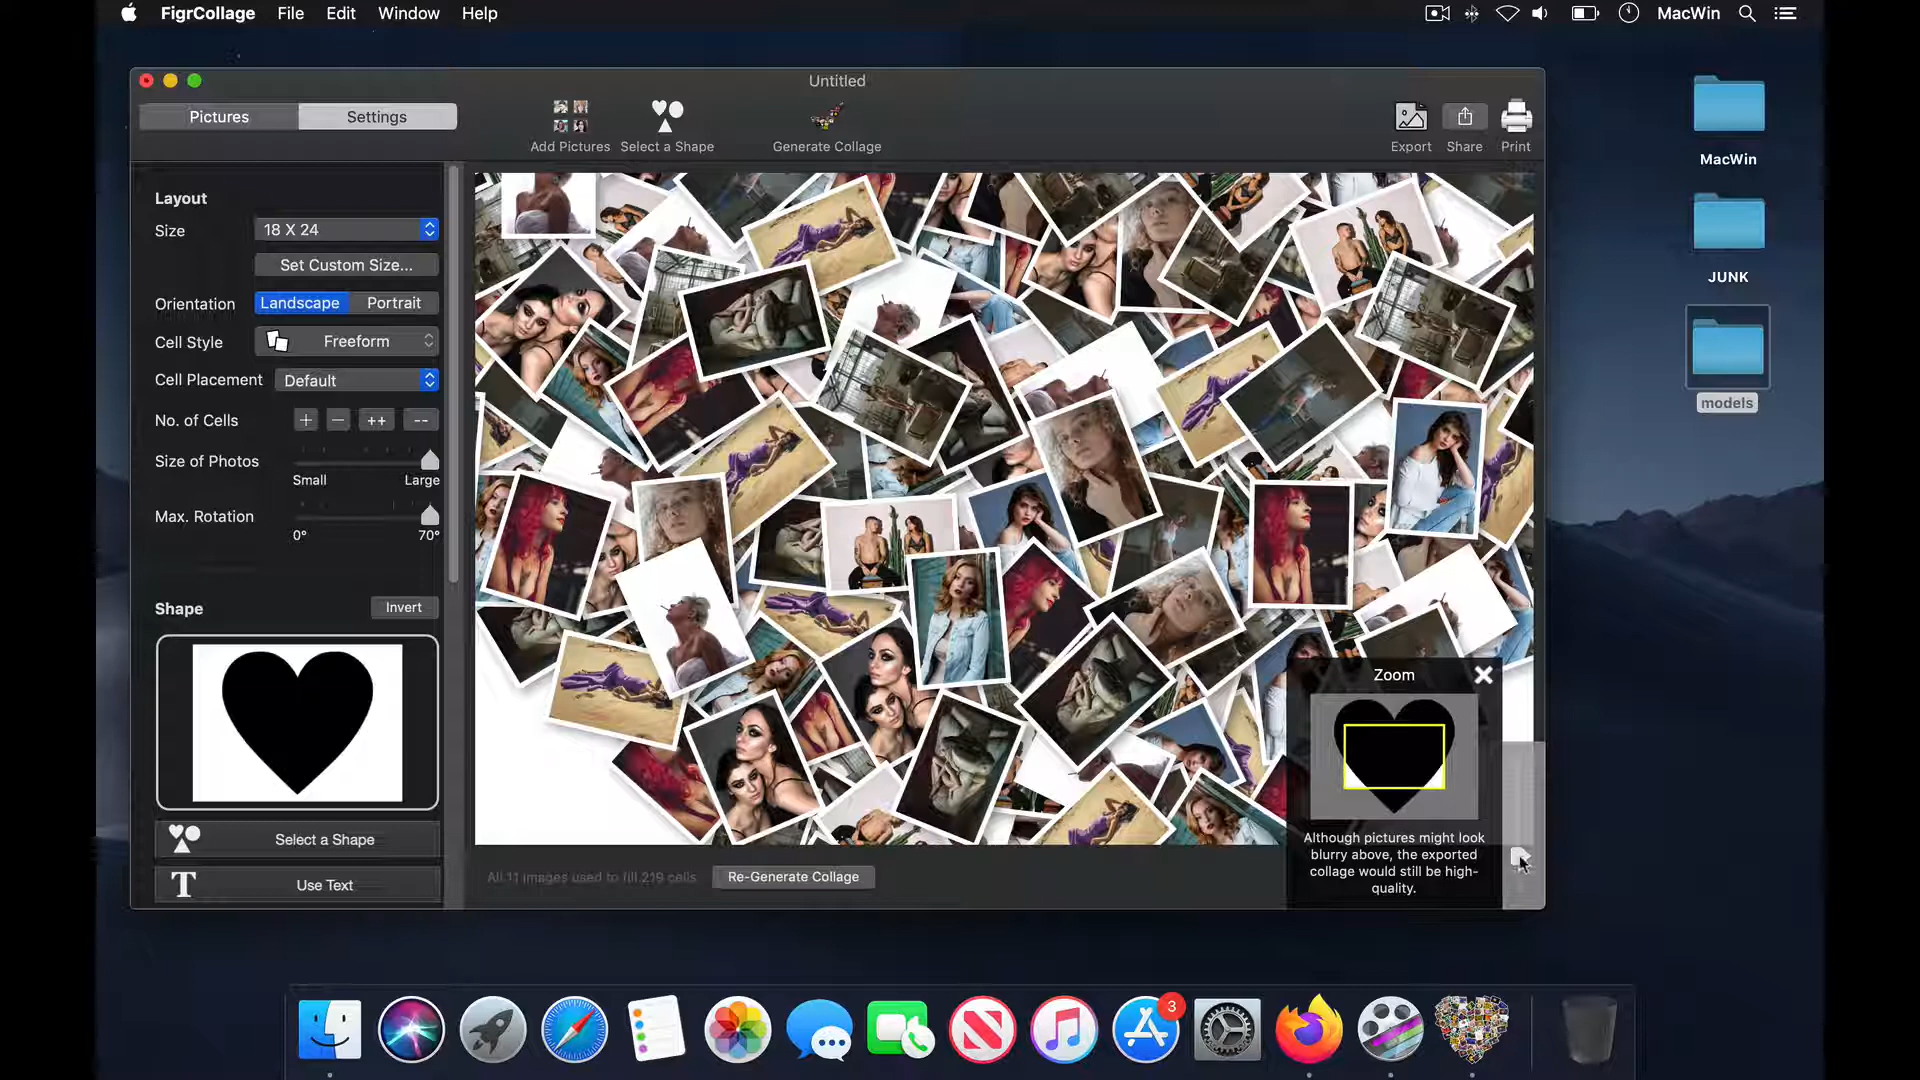 FigrCollage File Edit Window Help
MacWin
Untitled
Pictures Settings
Add Pictures Select a Shape Generate Collage
Export Share Print
MacWin
JUNK
models
Layout
Size 18 X 24
Set Custom Size...
Orientation Landscape Portrait
Cell Style Freeform
Cell Placement Default
No. of Cells + − ++ --
Size of Photos
Small Large
Max. Rotation
0° 70°
Shape Invert
Select a Shape
T Use Text
All 11 images used to fill 219 cells
Re-Generate Collage
Zoom
Although pictures might look
blurry above, the exported
collage would still be high-
quality.
3